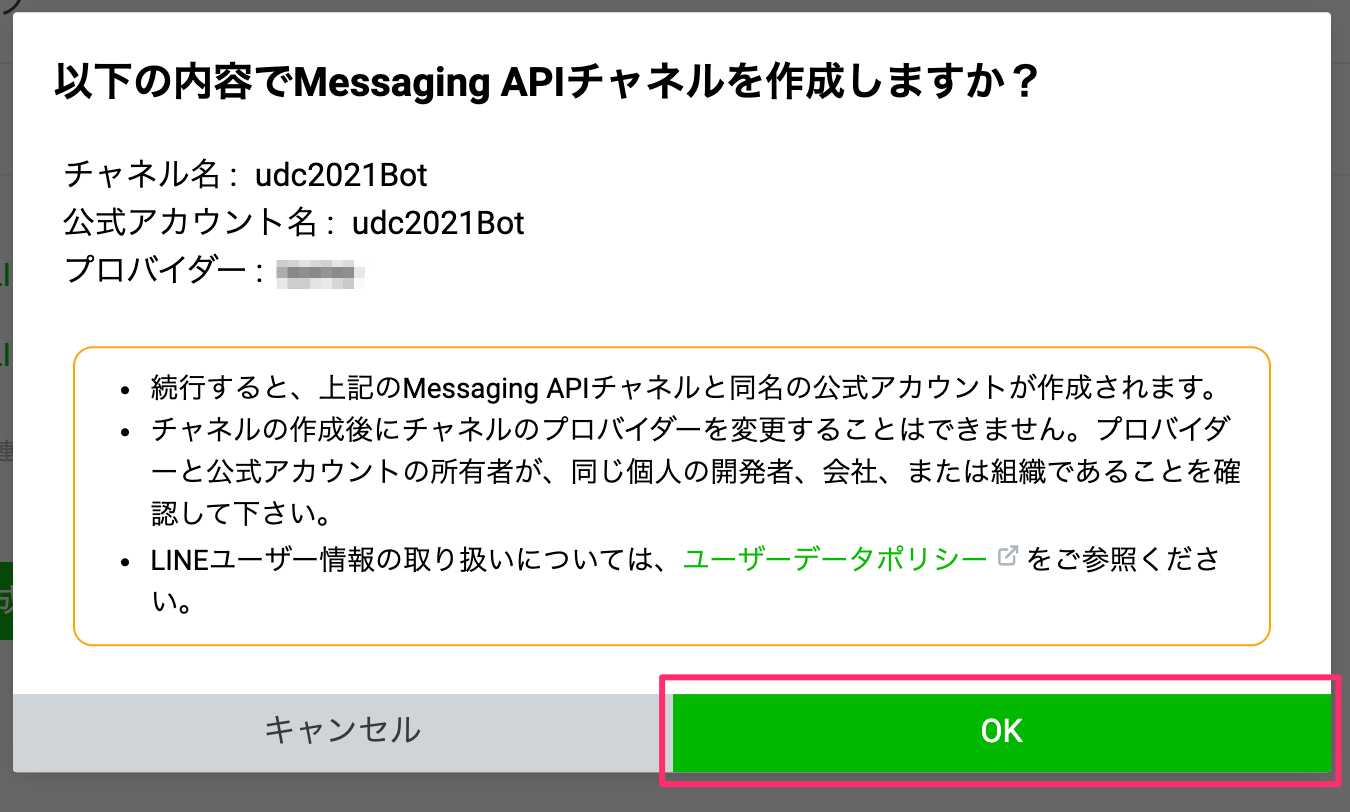 以下の内容でMessaging APIチャネルを作成しますか？
チャネル名 : udc2021Bot
公式アカウント名 : udc2021Bot
プロバイダー :
• 続行すると、上記のMessaging APIチャネルと同名の公式アカウントが作成されます。
• チャネルの作成後にチャネルのプロバイダーを変更することはできません。プロバイダ
ーと公式アカウントの所有者が、同じ個人の開発者、会社、または組織であることを確
認して下さい。
• LINEユーザー情報の取り扱いについては、ユーザーデータポリシー をご参照くださ
い。
キャンセル
OK